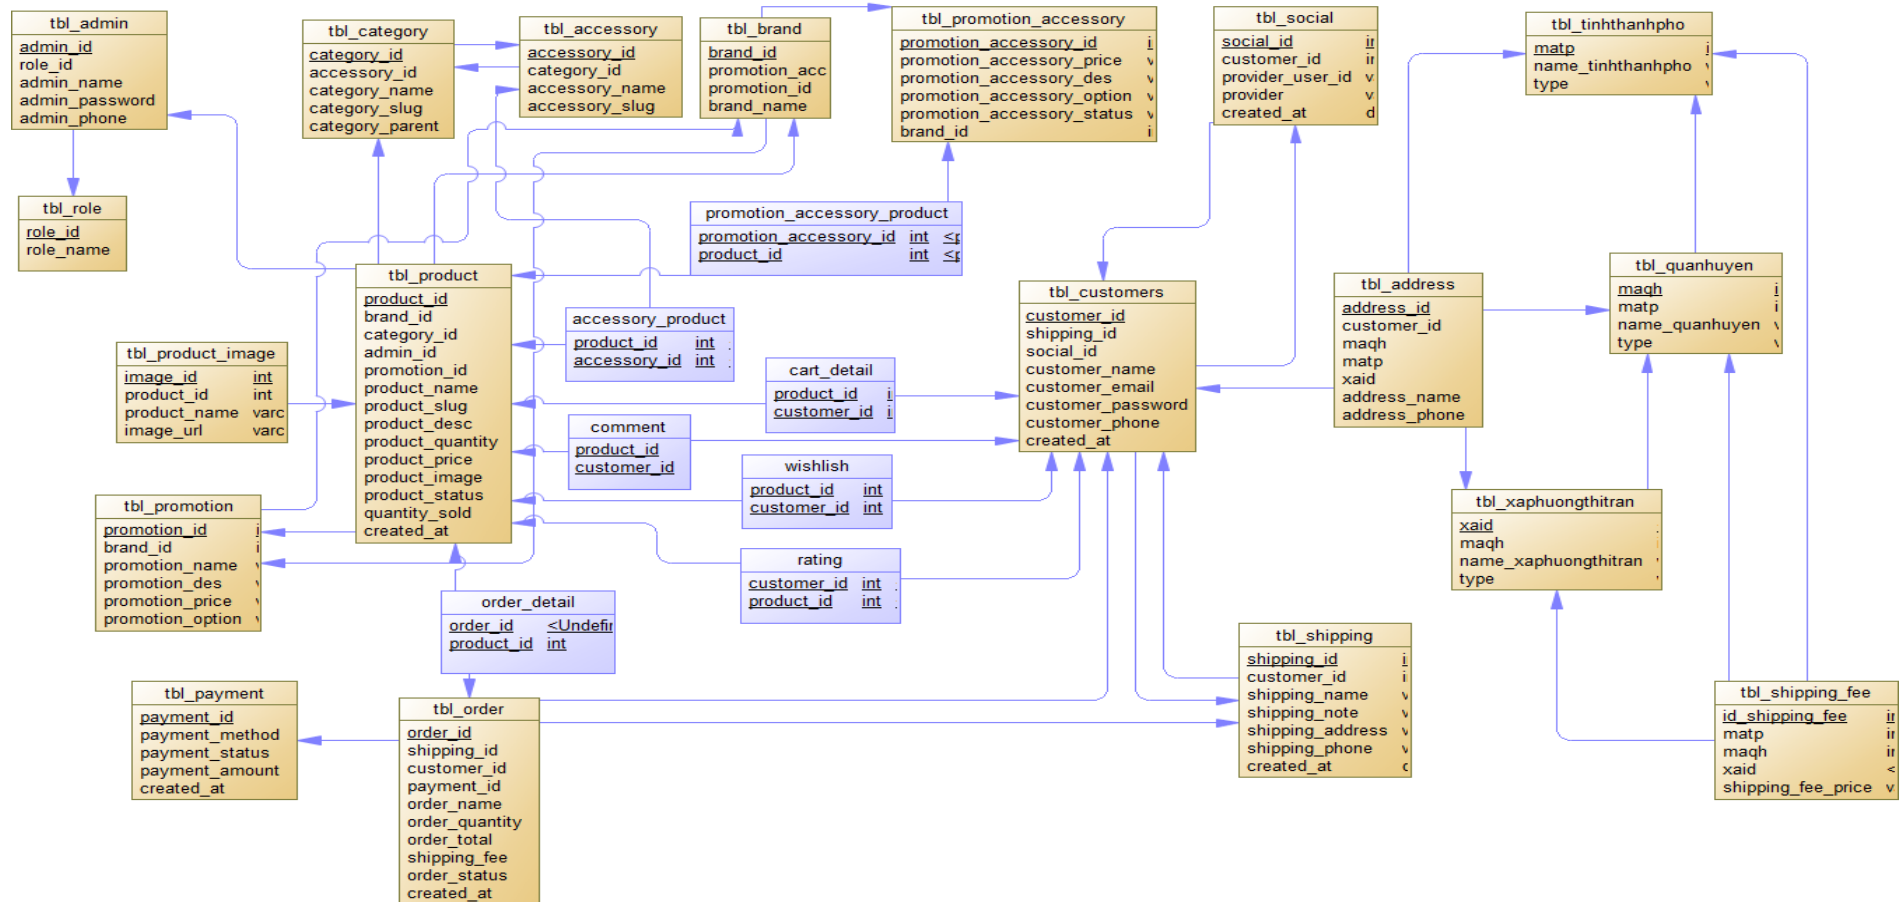 tbl_admin
admin_id
role_id
admin_name
admin_password
admin_phone
tbl_category
category_id
accessory_id
category_name
category_slug
category_parent
tbl_accessory
accessory_id
category_id
accessory_name
accessory_slug
tbl_brand
brand_id
promotion_acc
promotion_id
brand_name
tbl_promotion_accessory
promotion_accessory_id i
promotion_accessory_price v
promotion_accessory_des v
promotion_accessory_option v
promotion_accessory_status v
brand_id i
tbl_social
social_id ir
customer_id ir
provider_user_id v
provider v
created_at d
tbl_tinhthanhpho
matp i
name_tinhthanhpho v
type v
tbl_role
role_id
role_name
promotion_accessory_product
promotion_accessory_id int <p
product_id int <p
tbl_product
product_id
brand_id
category_id
admin_id
promotion_id
product_name
product_slug
product_desc
product_quantity
product_price
product_image
product_status
quantity_sold
created_at
accessory_product
product_id int
accessory_id int
tbl_customers
customer_id
shipping_id
social_id
customer_name
customer_email
customer_password
customer_phone
created_at
tbl_address
address_id
customer_id
maqh
matp
xaid
address_name
address_phone
tbl_quanhuyen
maqh i
matp i
name_quanhuyen v
type v
tbl_product_image
image_id int
product_id int
product_name varc
image_url varc
cart_detail
product_id i
customer_id i
comment
product_id
customer_id
wishlish
product_id int
customer_id int
tbl_promotion
promotion_id i
brand_id i
promotion_name v
promotion_des v
promotion_price v
promotion_option v
rating
customer_id int
product_id int
tbl_xaphuongthitran
xaid
maqh
name_xaphuongthitran
type
order_detail
order_id <Undefir
product_id int
tbl_shipping
shipping_id i
customer_id i
shipping_name v
shipping_note v
shipping_address v
shipping_phone v
created_at c
tbl_payment
payment_id
payment_method
payment_status
payment_amount
created_at
tbl_order
order_id
shipping_id
customer_id
payment_id
order_name
order_quantity
order_total
shipping_fee
order_status
created_at
tbl_shipping_fee
id_shipping_fee ir
matp ir
maqh ir
xaid <
shipping_fee_price v